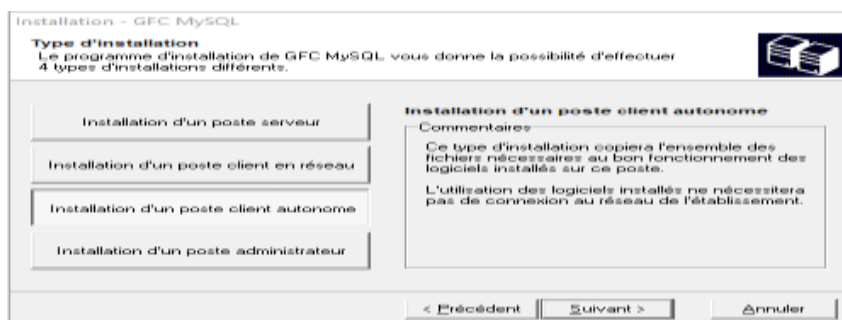 Installation - GFC MySQL
Type d'installation
Le programme d'installation de GFC MySQL vous donne la possibilité d'effectuer
4 types d'installations différents.
Installation d'un poste serveur
Installation d'un poste client en réseau
Installation d'un poste client autonome
Installation d'un poste administrateur
Installation d'un poste client autonome
Commentaires
Ce type d'installation copiera l'ensemble des
fichiers nécessaires au bon fonctionnement des
logiciels installés sur ce poste.
L'utilisation des logiciels installés ne nécessitera
pas de connexion au réseau de l'établissement.
< Précédent
Suivant >
Annuler